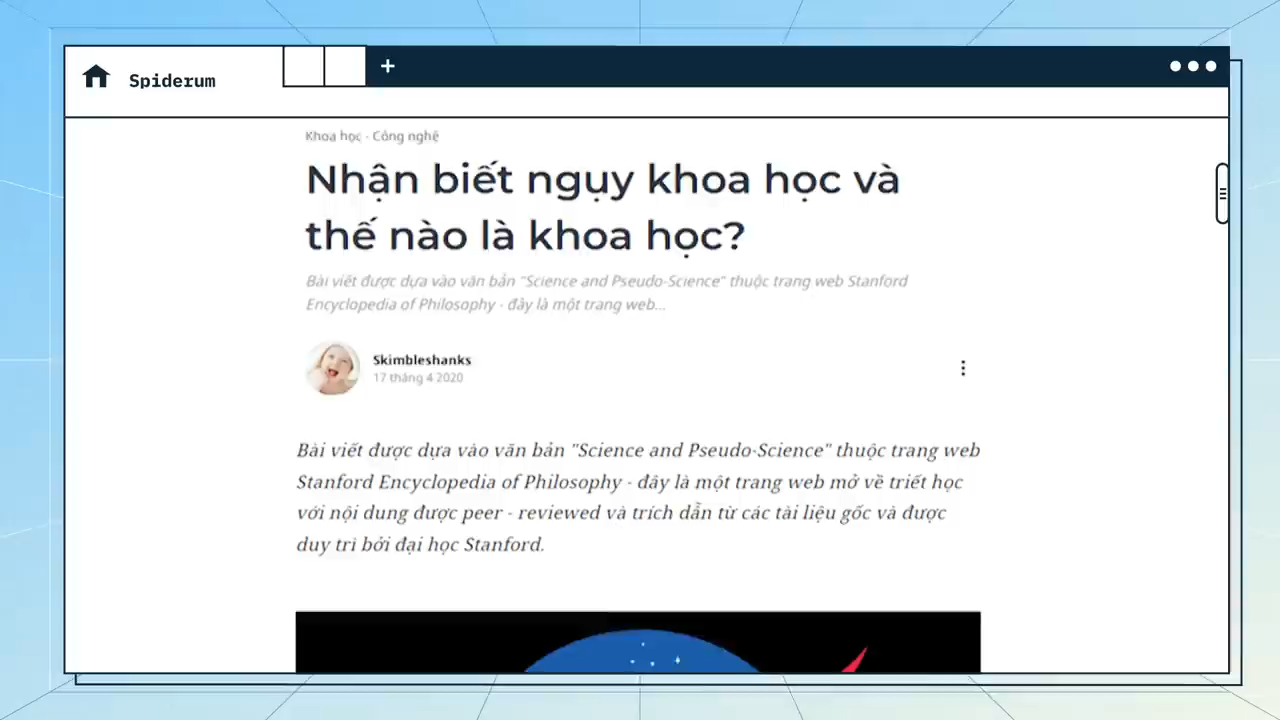 Spiderum
Khoa học - Công nghệ
Nhận biết ngụy khoa học và
thế nào là khoa học?
Bài viết được dựa vào văn bản "Science and Pseudo-Science" thuộc trang web Stanford
Encyclopedia of Philosophy - đây là một trang web...
Skimbleshanks
17 tháng 4 2020
Bài viết được dựa vào văn bản "Science and Pseudo-Science" thuộc trang web
Stanford Encyclopedia of Philosophy - đây là một trang web mở về triết học
với nội dung được peer - reviewed và trích dẫn từ các tài liệu gốc và được
duy trì bởi đại học Stanford.